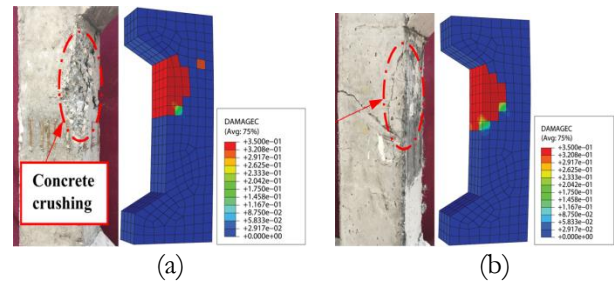 Concrete
crushing
DAMAGEC
(Avg: 75%)
+3.500e−01
+3.208e−01
+2.917e−01
+2.625e−01
+2.333e−01
+2.042e−01
+1.750e−01
+1.458e−01
+1.167e−01
+8.750e−02
+5.833e−02
+2.917e−02
+0.000e+00
(a)
DAMAGEC
(Avg: 75%)
+3.500e−01
+3.208e−01
+2.917e−01
+2.625e−01
+2.333e−01
+2.042e−01
+1.750e−01
+1.458e−01
+1.167e−01
+8.750e−02
+5.833e−02
+2.917e−02
+0.000e+00
(b)